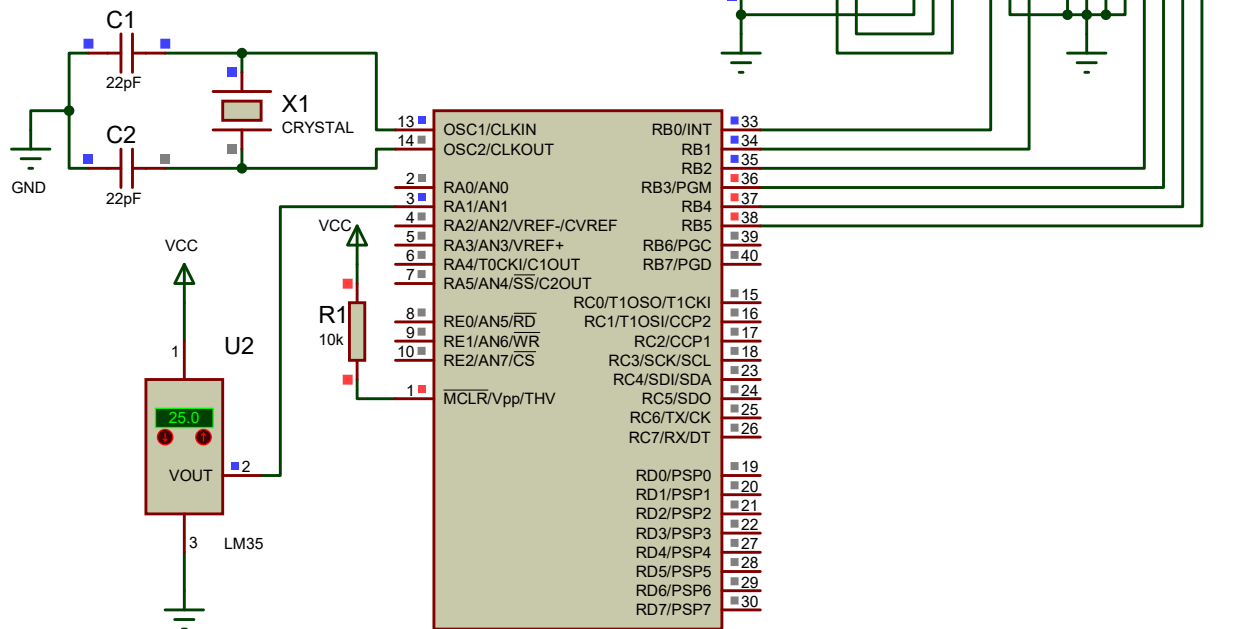 C1
22pF
X1
CRYSTAL
C2
22pF
GND
VCC
1
U2
25.0
VOUT
2
3
LM35
VCC
R1
10k
13 OSC1/CLKIN
14 OSC2/CLKOUT
2 RA0/AN0
3 RA1/AN1
4 RA2/AN2/VREF-/CVREF
5 RA3/AN3/VREF+
6 RA4/T0CKI/C1OUT
7 RA5/AN4/SS/C2OUT
8 RE0/AN5/RD
9 RE1/AN6/WR
10 RE2/AN7/CS
1 MCLR/Vpp/THV
RB0/INT 33
RB1 34
RB2 35
RB3/PGM 36
RB4 37
RB5 38
RB6/PGC 39
RB7/PGD 40
RC0/T1OSO/T1CKI 15
RC1/T1OSI/CCP2 16
RC2/CCP1 17
RC3/SCK/SCL 18
RC4/SDI/SDA 23
RC5/SDO 24
RC6/TX/CK 25
RC7/RX/DT 26
RD0/PSP0 19
RD1/PSP1 20
RD2/PSP2 21
RD3/PSP3 22
RD4/PSP4 27
RD5/PSP5 28
RD6/PSP6 29
RD7/PSP7 30